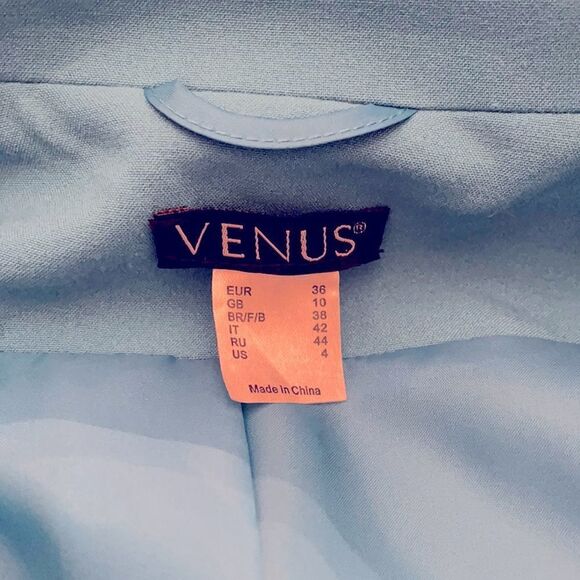 VENUS®
EUR 36
GB 10
BR/F/B 38
IT 42
RU 44
US 4
Made in China